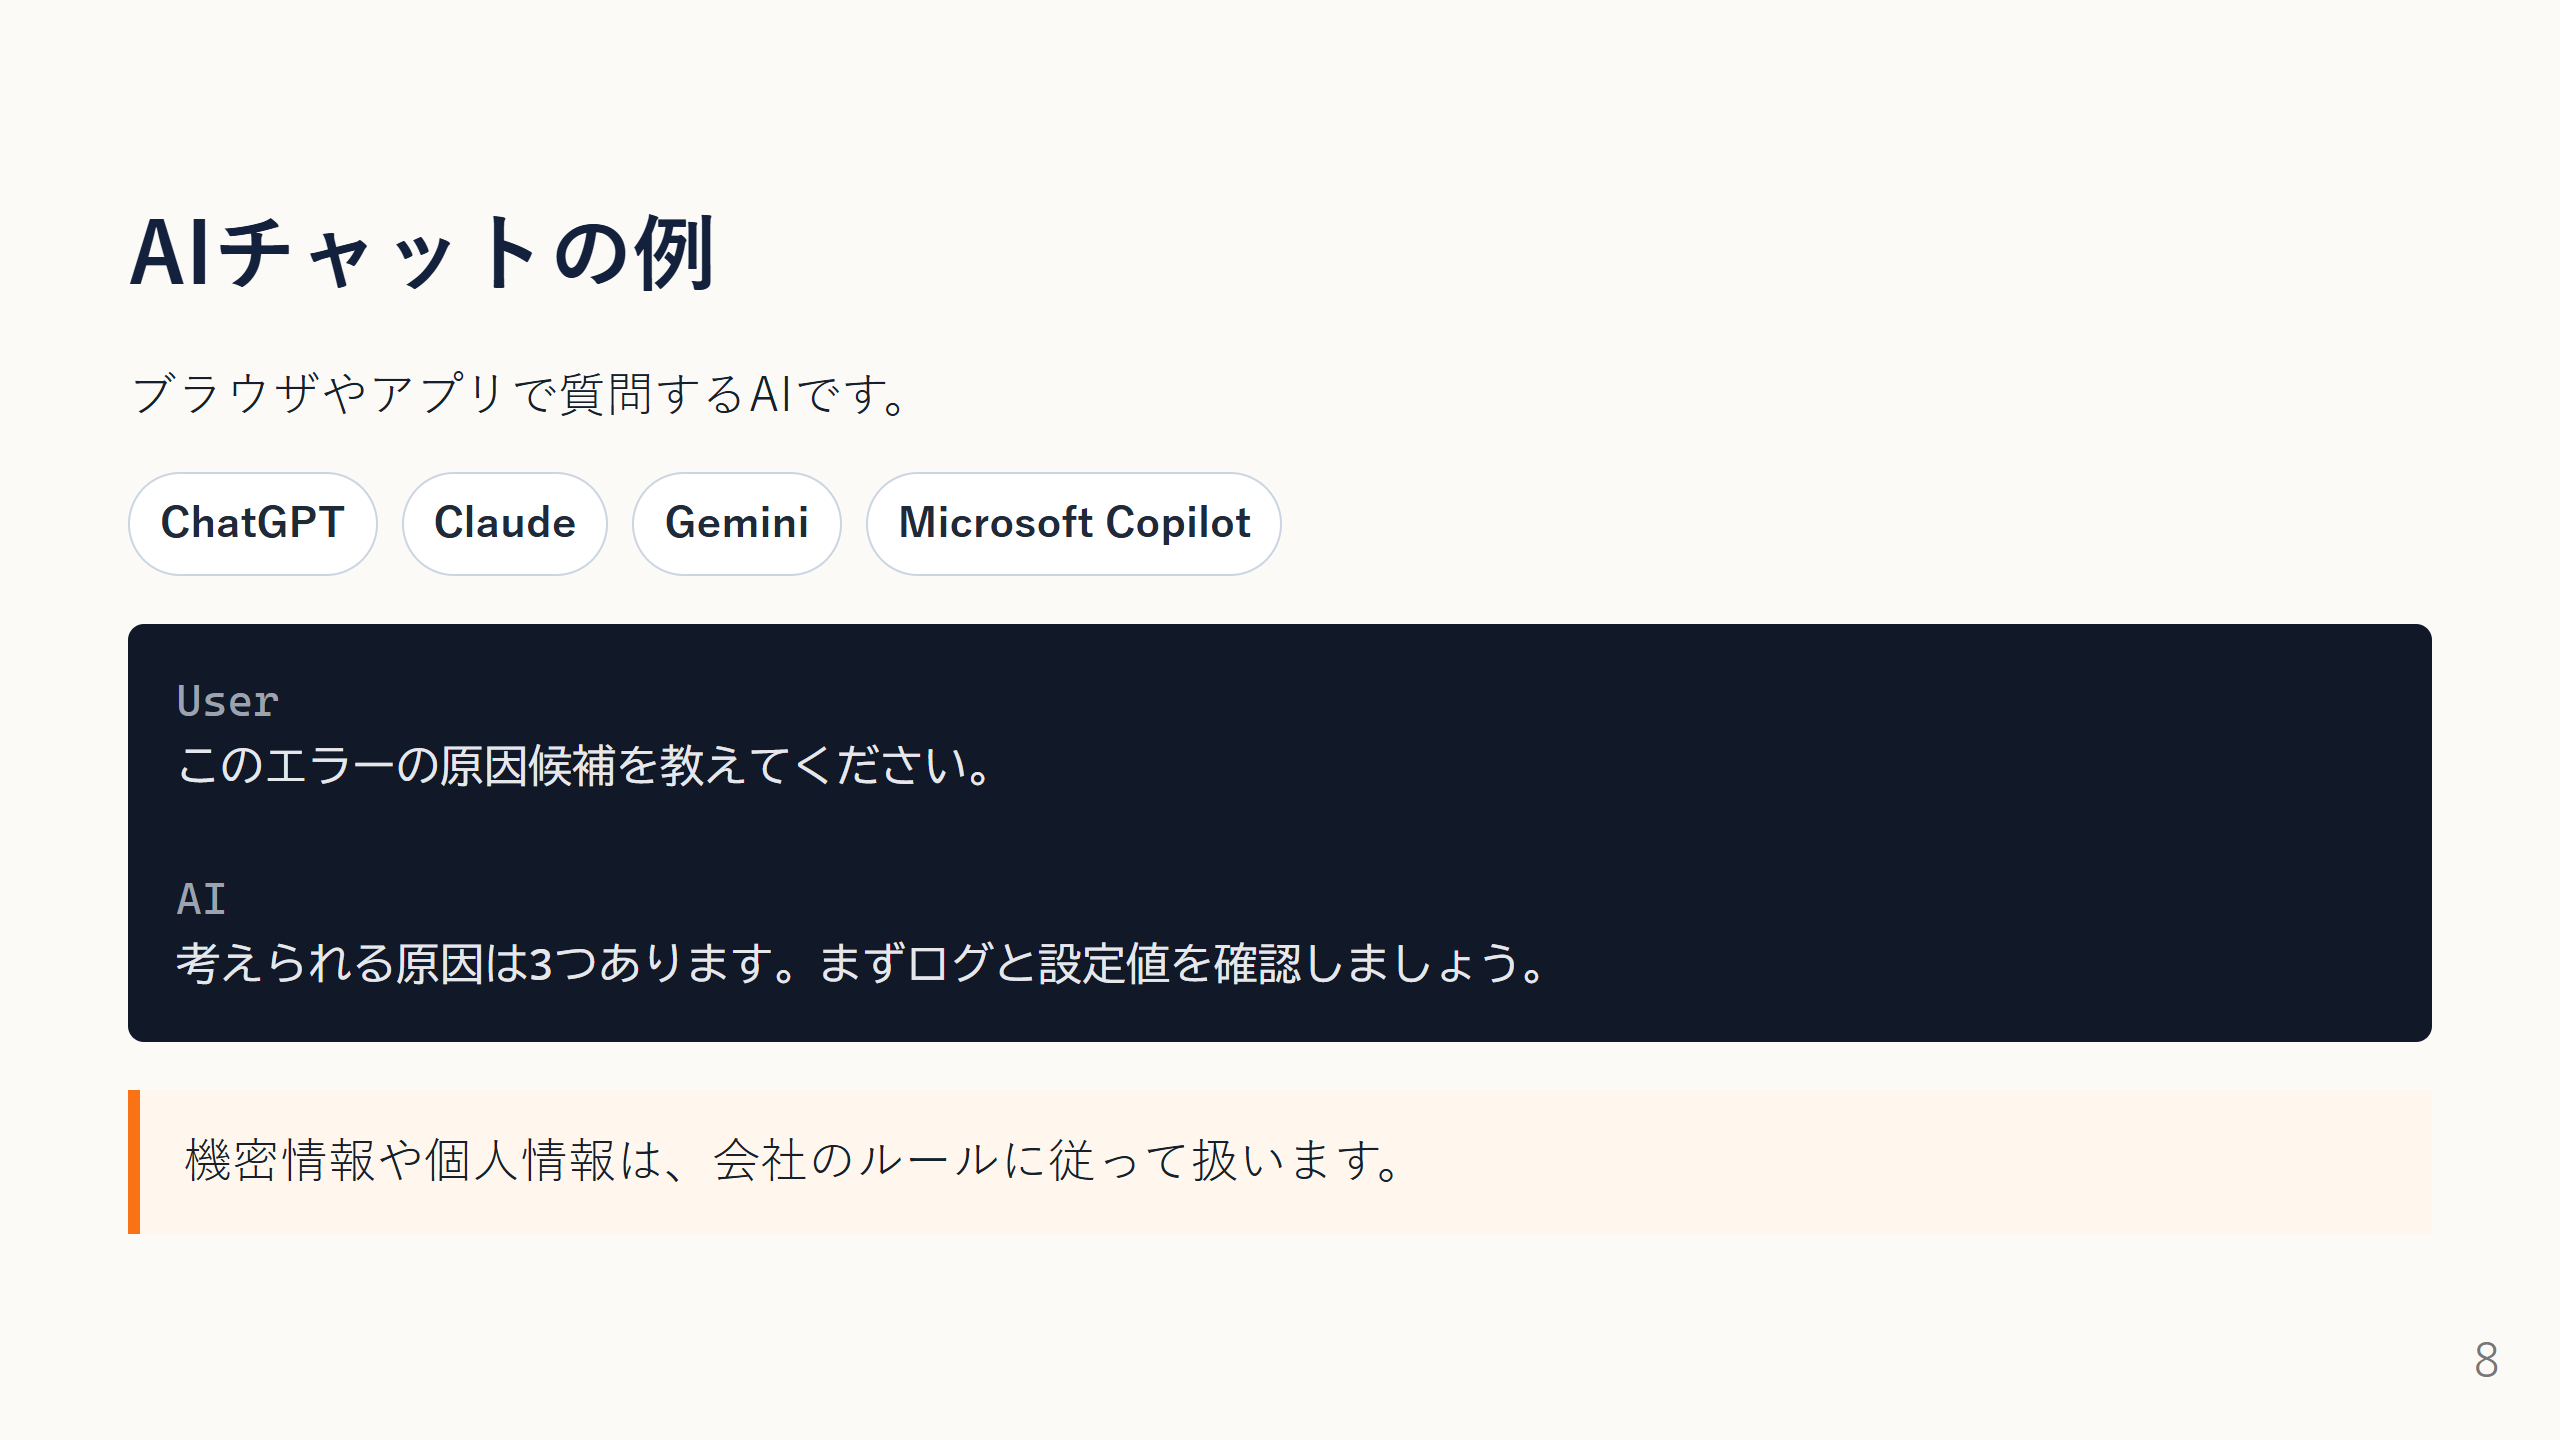 AIチャットの例
ブラウザやアプリで質問するAIです。
ChatGPT Claude Gemini Microsoft Copilot
User
このエラーの原因候補を教えてください。
AI
考えられる原因は3つあります。まずログと設定値を確認しましょう。
機密情報や個人情報は、会社のルールに従って扱います。
8